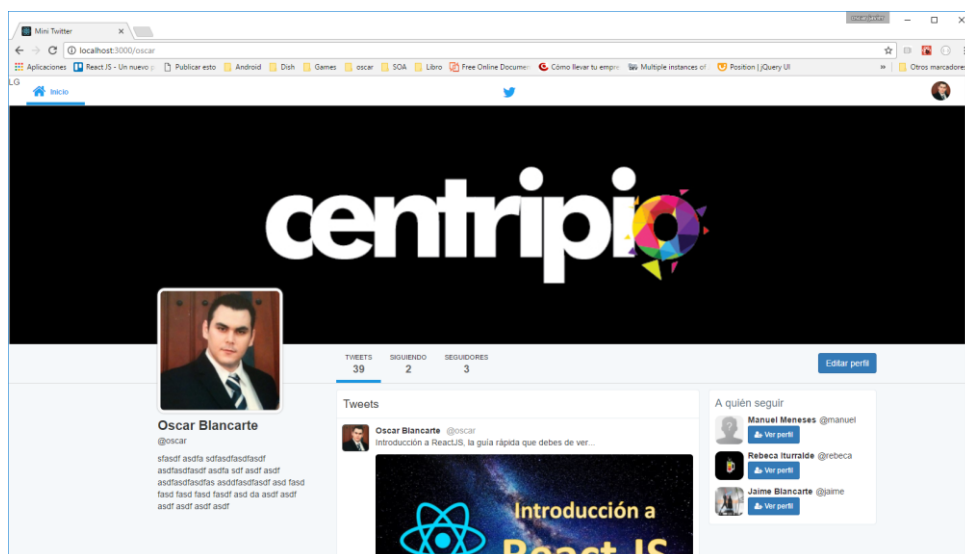 Mini Twitter
localhost:3000/oscar
Aplicaciones React JS - Un nuevo Publicar esto Android Dish Games oscar SOA Libro Free Online Documen Cómo llevar tu empre Multiple instances of Position | jQuery UI » Otros marcadores
LG
Inicio
centripio
TWEETS SIGUIENDO SEGUIDORES
39 2 3
Editar perfil
Oscar Blancarte
@oscar
sfasdf asdfa sdfasdfasdfasdf
asdfasdfasdf asdfa sdf asdf asdf
asdfasdfasdfas asddfasdfasdf asd fasd
fasd fasd fasd fasdf asd da asdf asdf
asdf asdf asdf asdf
Tweets
Oscar Blancarte @oscar
Introducción a ReactJS, la guía rápida que debes de ver...
Introducción a
React JS
A quién seguir
Manuel Meneses @manuel
Ver perfil
Rebeca Iturralde @rebeca
Ver perfil
Jaime Blancarte @jaime
Ver perfil